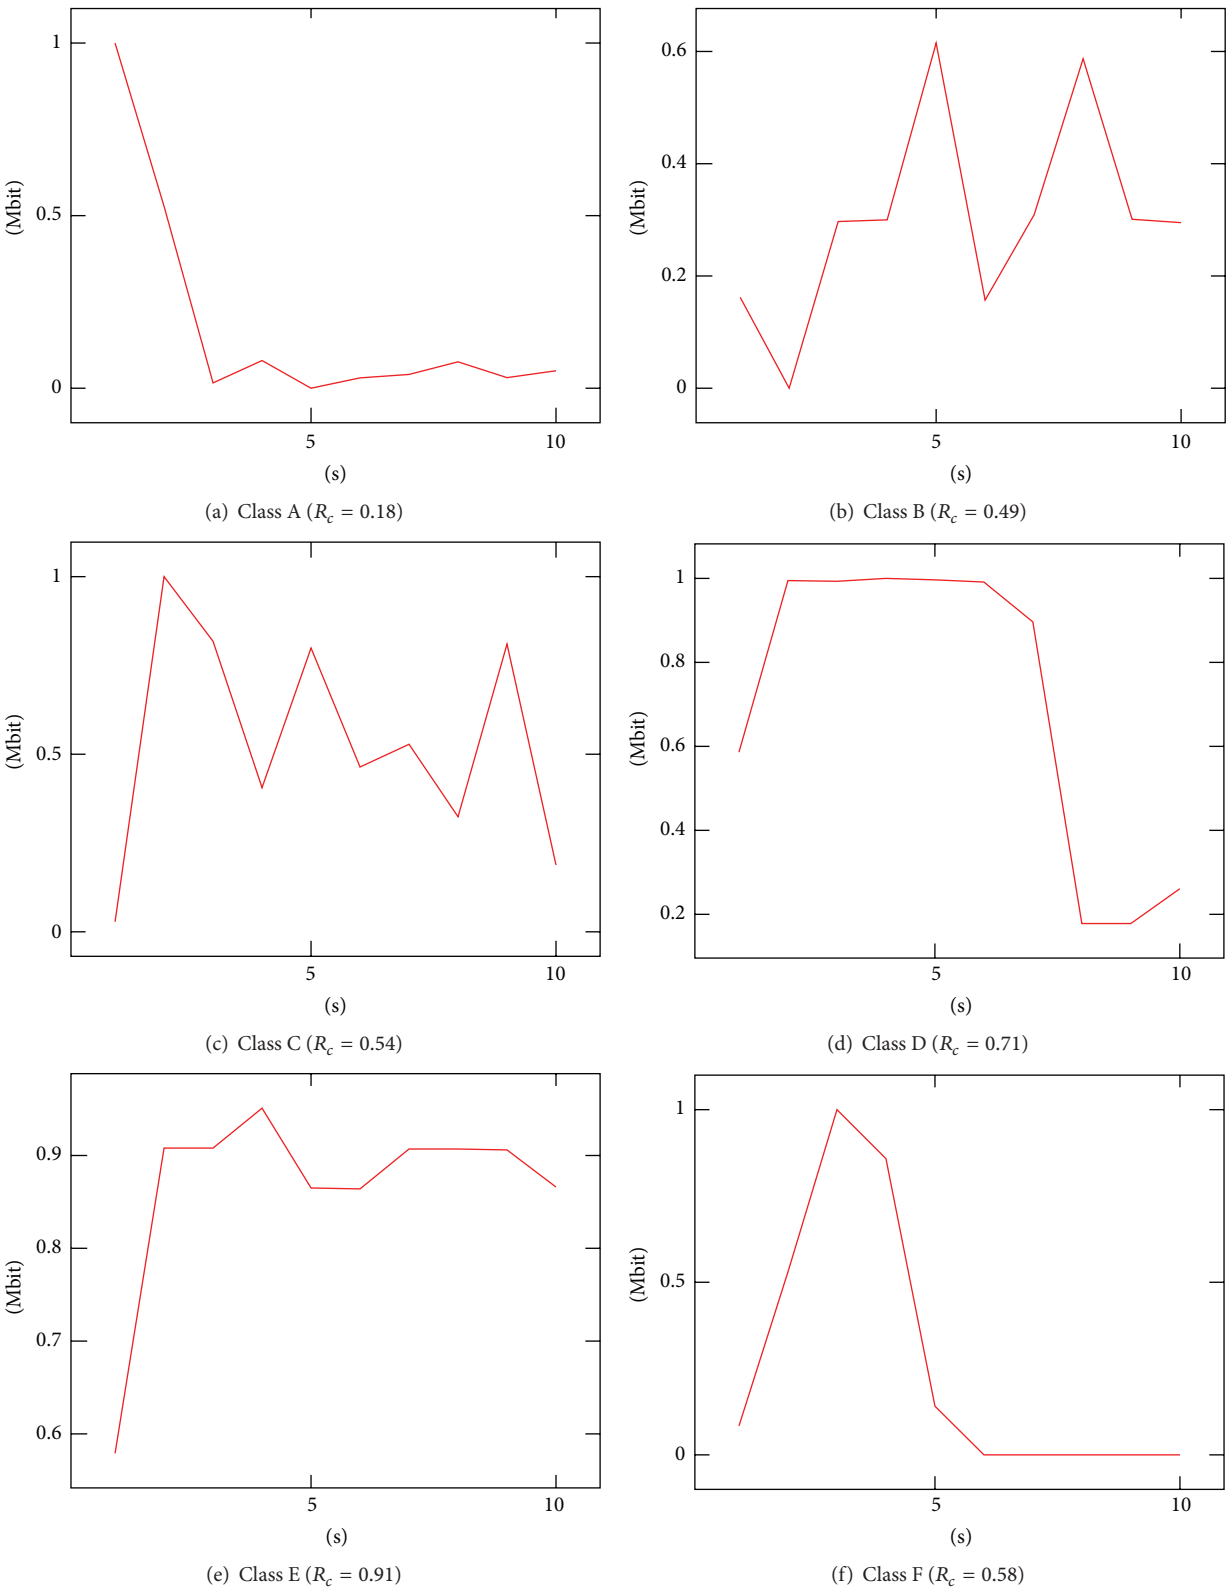 1
0.5
0
(Mbit)
5
10
(s)
(a) Class A (R_c = 0.18)
0.6
0.4
0.2
0
(Mbit)
5
10
(s)
(b) Class B (R_c = 0.49)
1
0.5
0
(Mbit)
5
10
(s)
(c) Class C (R_c = 0.54)
1
0.8
0.6
0.4
0.2
(Mbit)
5
10
(s)
(d) Class D (R_c = 0.71)
0.9
0.8
0.7
0.6
(Mbit)
5
10
(s)
(e) Class E (R_c = 0.91)
1
0.5
0
(Mbit)
5
10
(s)
(f) Class F (R_c = 0.58)